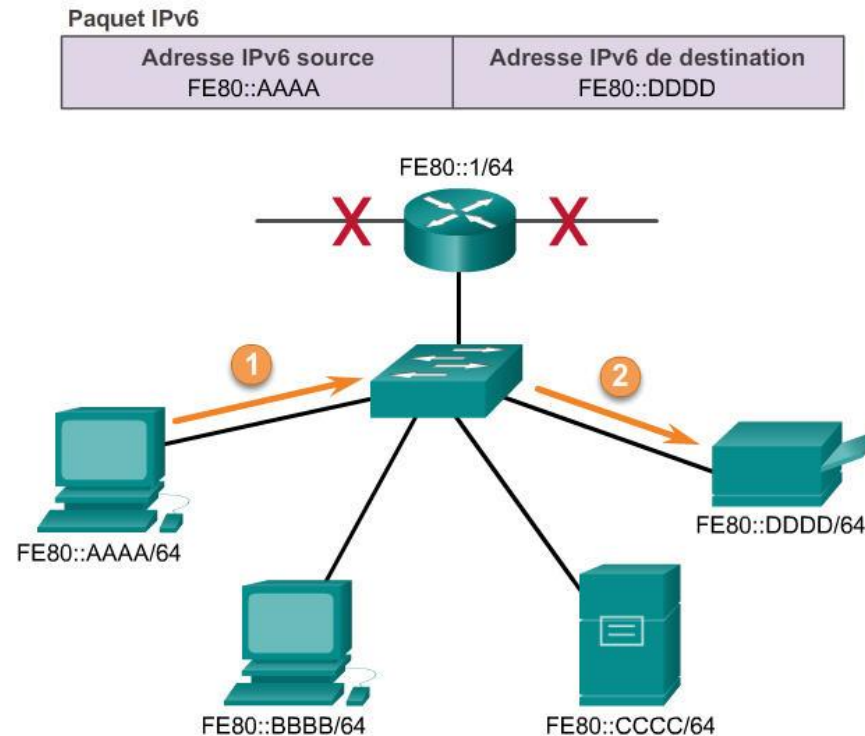 Paquet IPv6
Adresse IPv6 source
FE80::AAAA
Adresse IPv6 de destination
FE80::DDDD
FE80::1/64
X
X
1
2
FE80::AAAA/64
FE80::DDDD/64
FE80::BBBB/64
FE80::CCCC/64